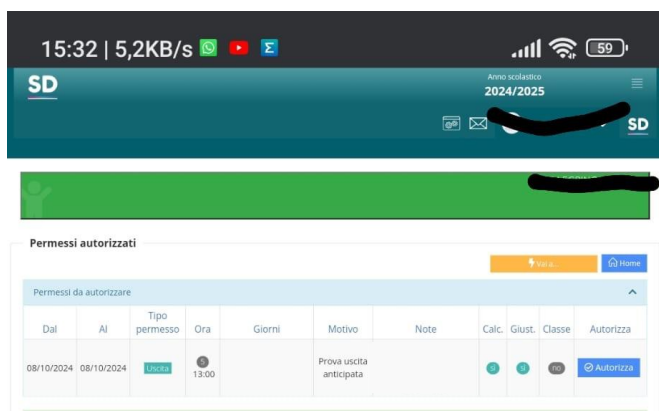 15:32 | 5,2KB/s 59
SD
Anno scolastico
2024/2025
SD
Permessi autorizzati
Vai a... Home
Permessi da autorizzare
Dal Al Tipo permesso Ora Giorni Motivo Note Calc. Giust. Classe Autorizza
08/10/2024 08/10/2024 Uscita 5 13:00 Prova uscita anticipata sì sì no Autorizza